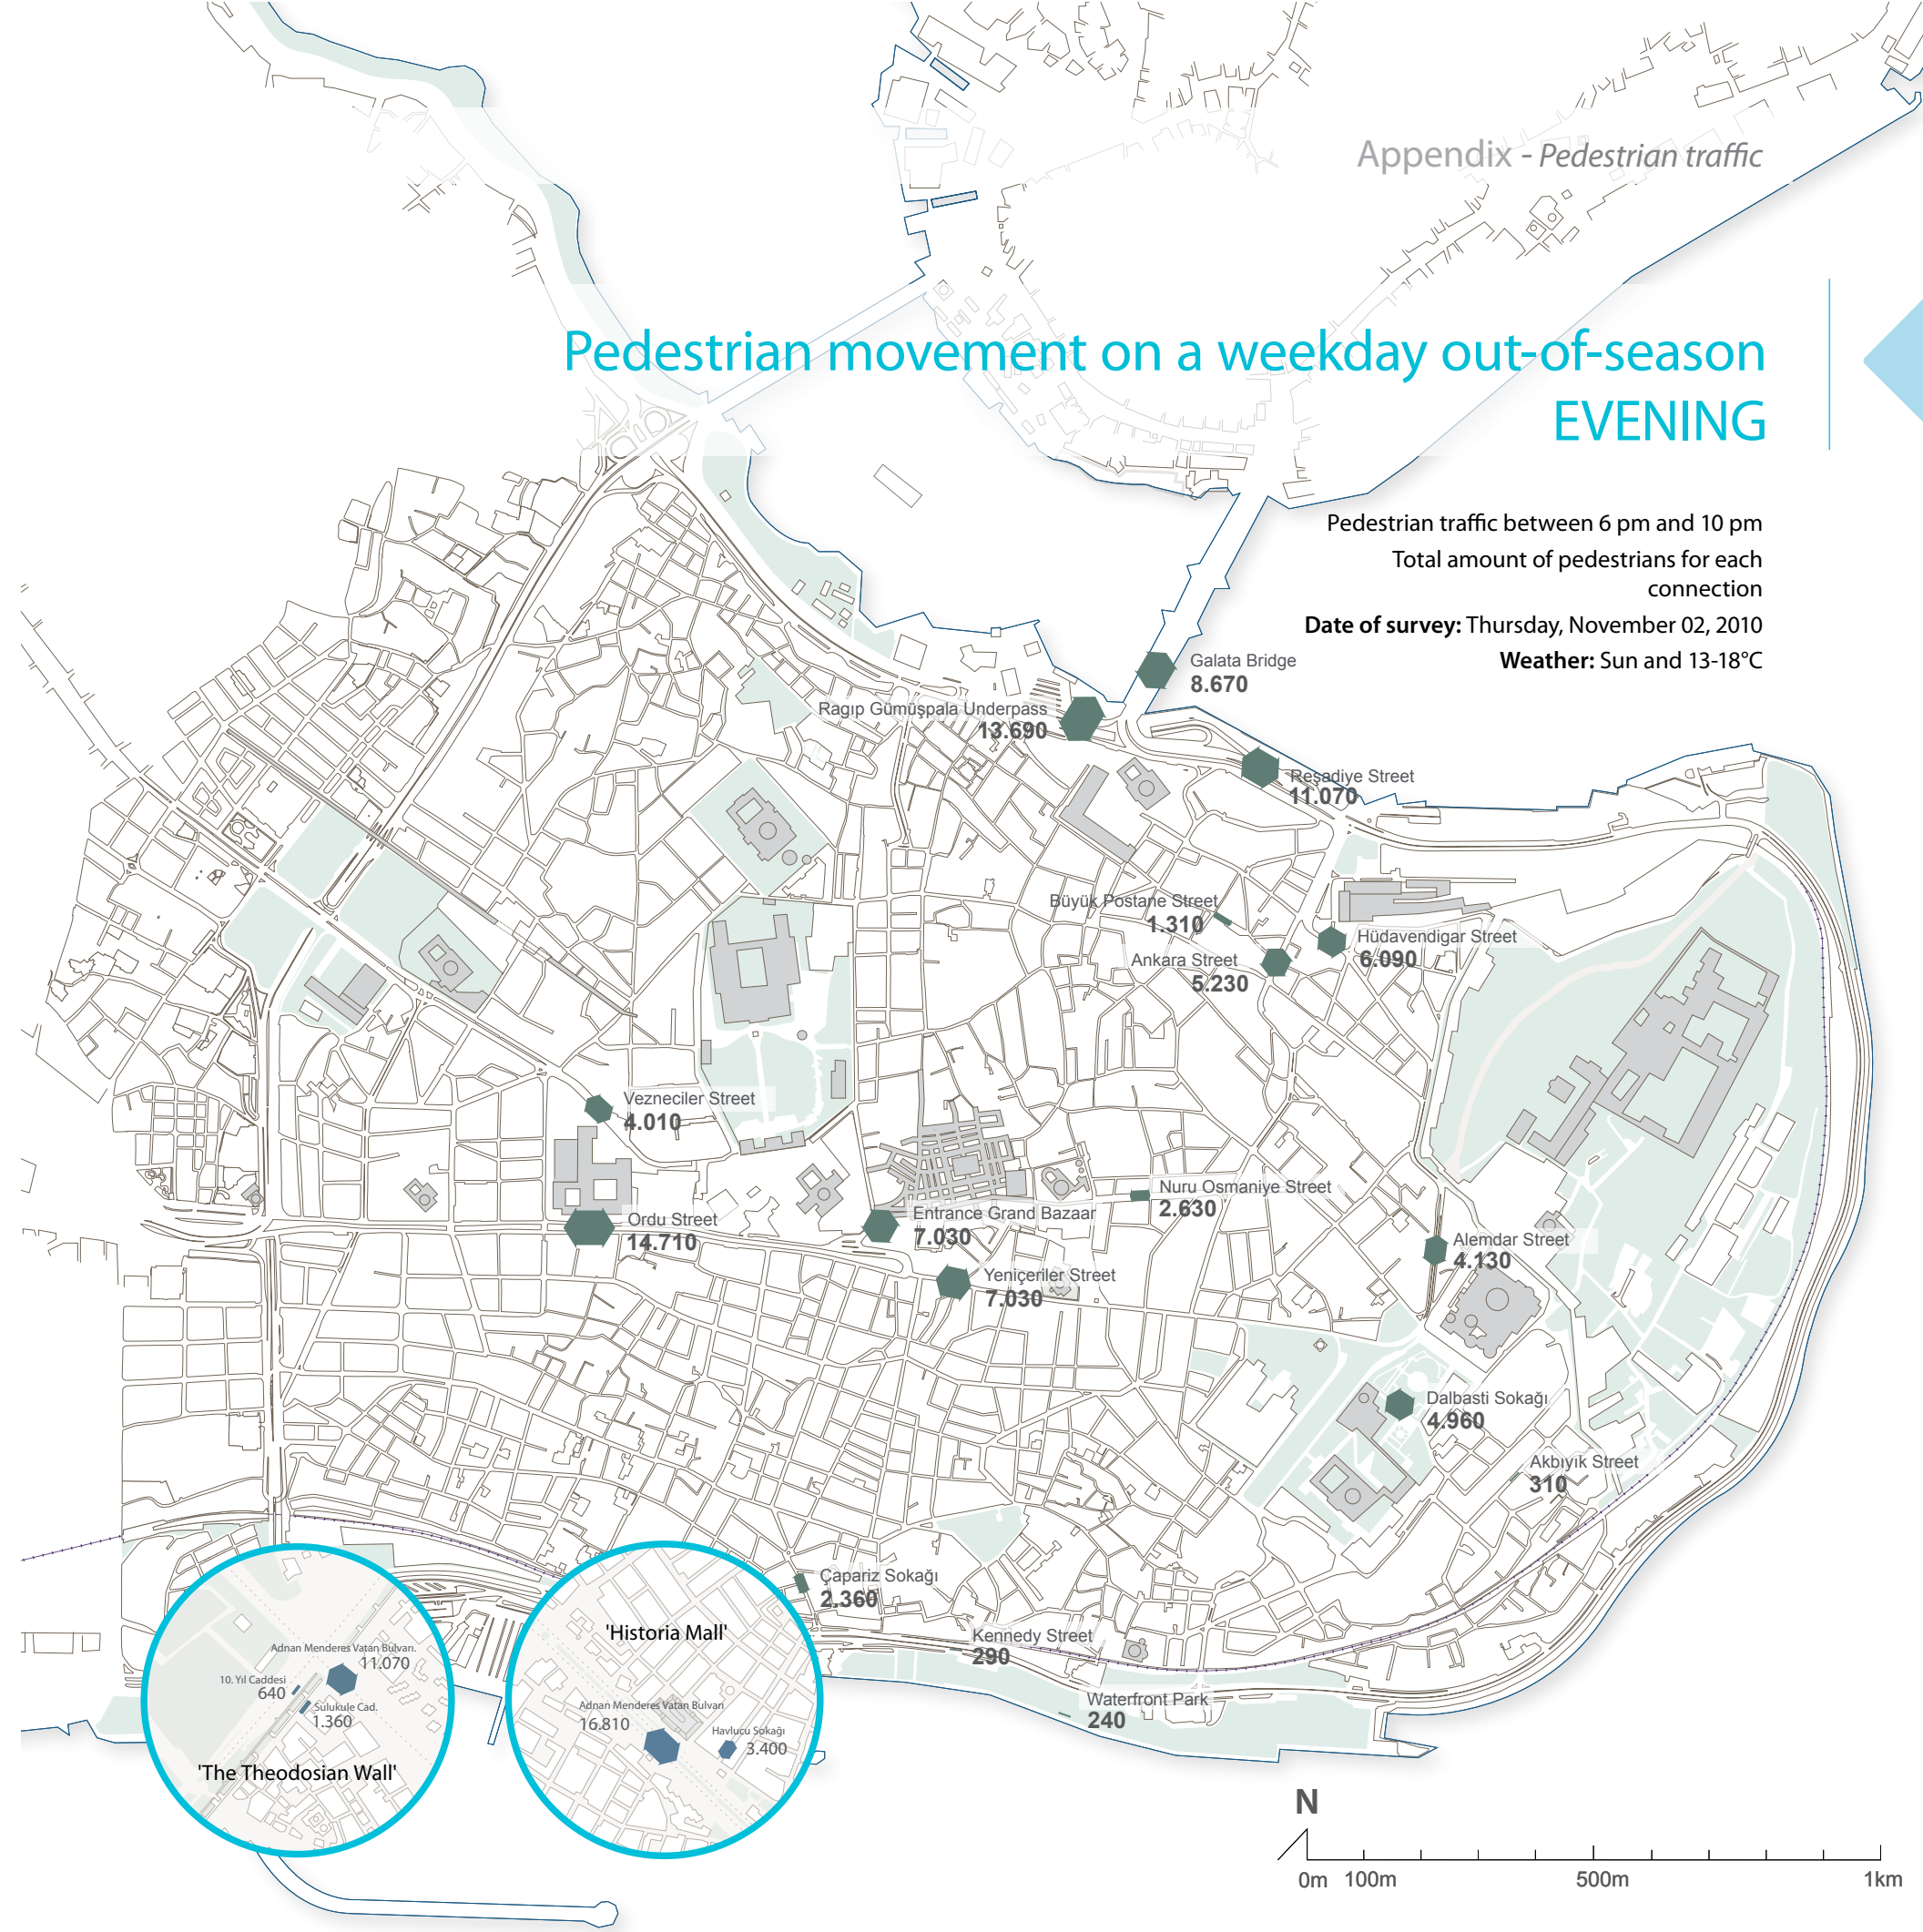 Appendix - Pedestrian traffic
Pedestrian movement on a weekday out-of-season
EVENING
Pedestrian traffic between 6 pm and 10 pm
Total amount of pedestrians for each
connection
Date of survey: Thursday, November 02, 2010
Weather: Sun and 13-18°C
Galata Bridge
8.670
Ragıp Gümüşpala Underpass
13.690
Reşadiye Street
11.070
Büyük Postane Street
1.310
Hüdavendigar Street
6.090
Ankara Street
5.230
Vezneciler Street
4.010
Nuru Osmaniye Street
2.630
Entrance Grand Bazaar
7.030
Ordu Street
14.710
Alemdar Street
4.130
Yeniçeriler Street
7.030
Dalbasti Sokağı
4.960
Akbıyık Street
310
Çapariz Sokağı
2.360
Kennedy Street
290
Waterfront Park
240
Adnan Menderes Vatan Bulvarı.
11.070
10. Yıl Caddesi
640
Sulukule Cad.
1.360
'The Theodosian Wall'
'Historia Mall'
Adnan Menderes Vatan Bulvarı
16.810
Havlucu Sokağı
3.400
N
0m 100m 500m 1km